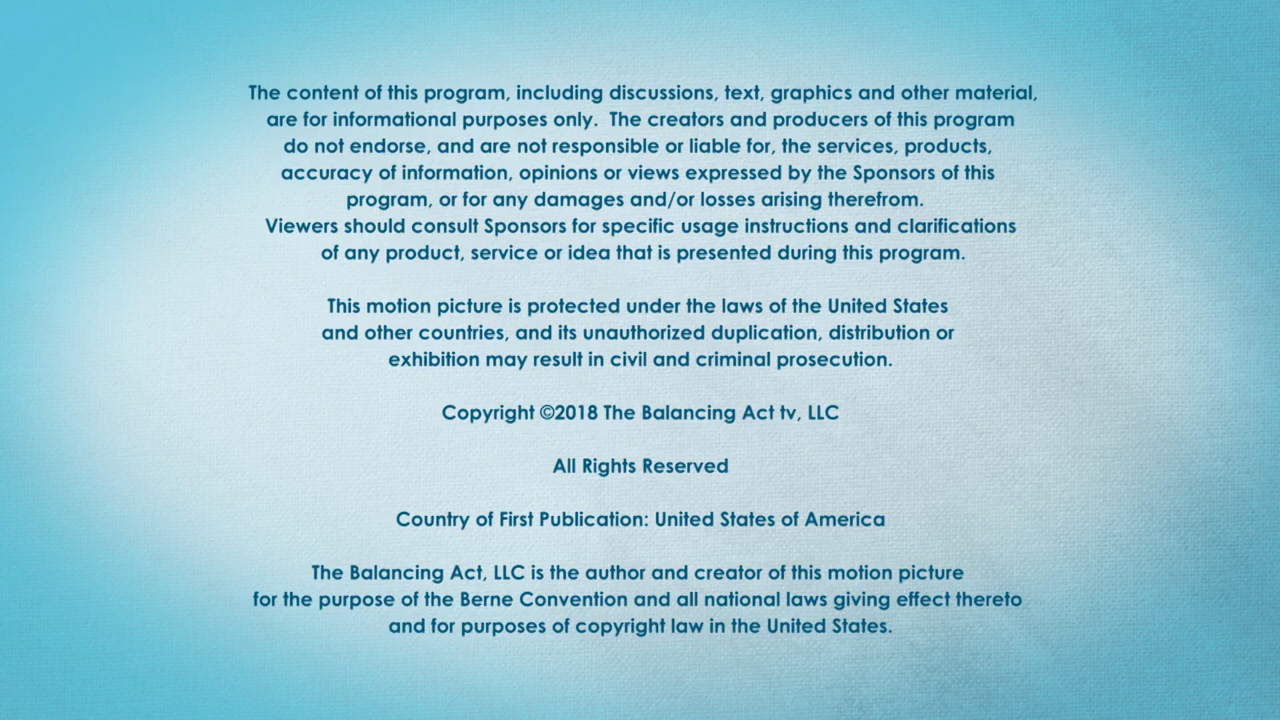 The content of this program, including discussions, text, graphics and other material,
are for informational purposes only.  The creators and producers of this program
do not endorse, and are not responsible or liable for, the services, products,
accuracy of information, opinions or views expressed by the Sponsors of this
program, or for any damages and/or losses arising therefrom.
Viewers should consult Sponsors for specific usage instructions and clarifications
of any product, service or idea that is presented during this program.
This motion picture is protected under the laws of the United States
and other countries, and its unauthorized duplication, distribution or
exhibition may result in civil and criminal prosecution.
Copyright ©2018 The Balancing Act tv, LLC
All Rights Reserved
Country of First Publication: United States of America
The Balancing Act, LLC is the author and creator of this motion picture
for the purpose of the Berne Convention and all national laws giving effect thereto
and for purposes of copyright law in the United States.